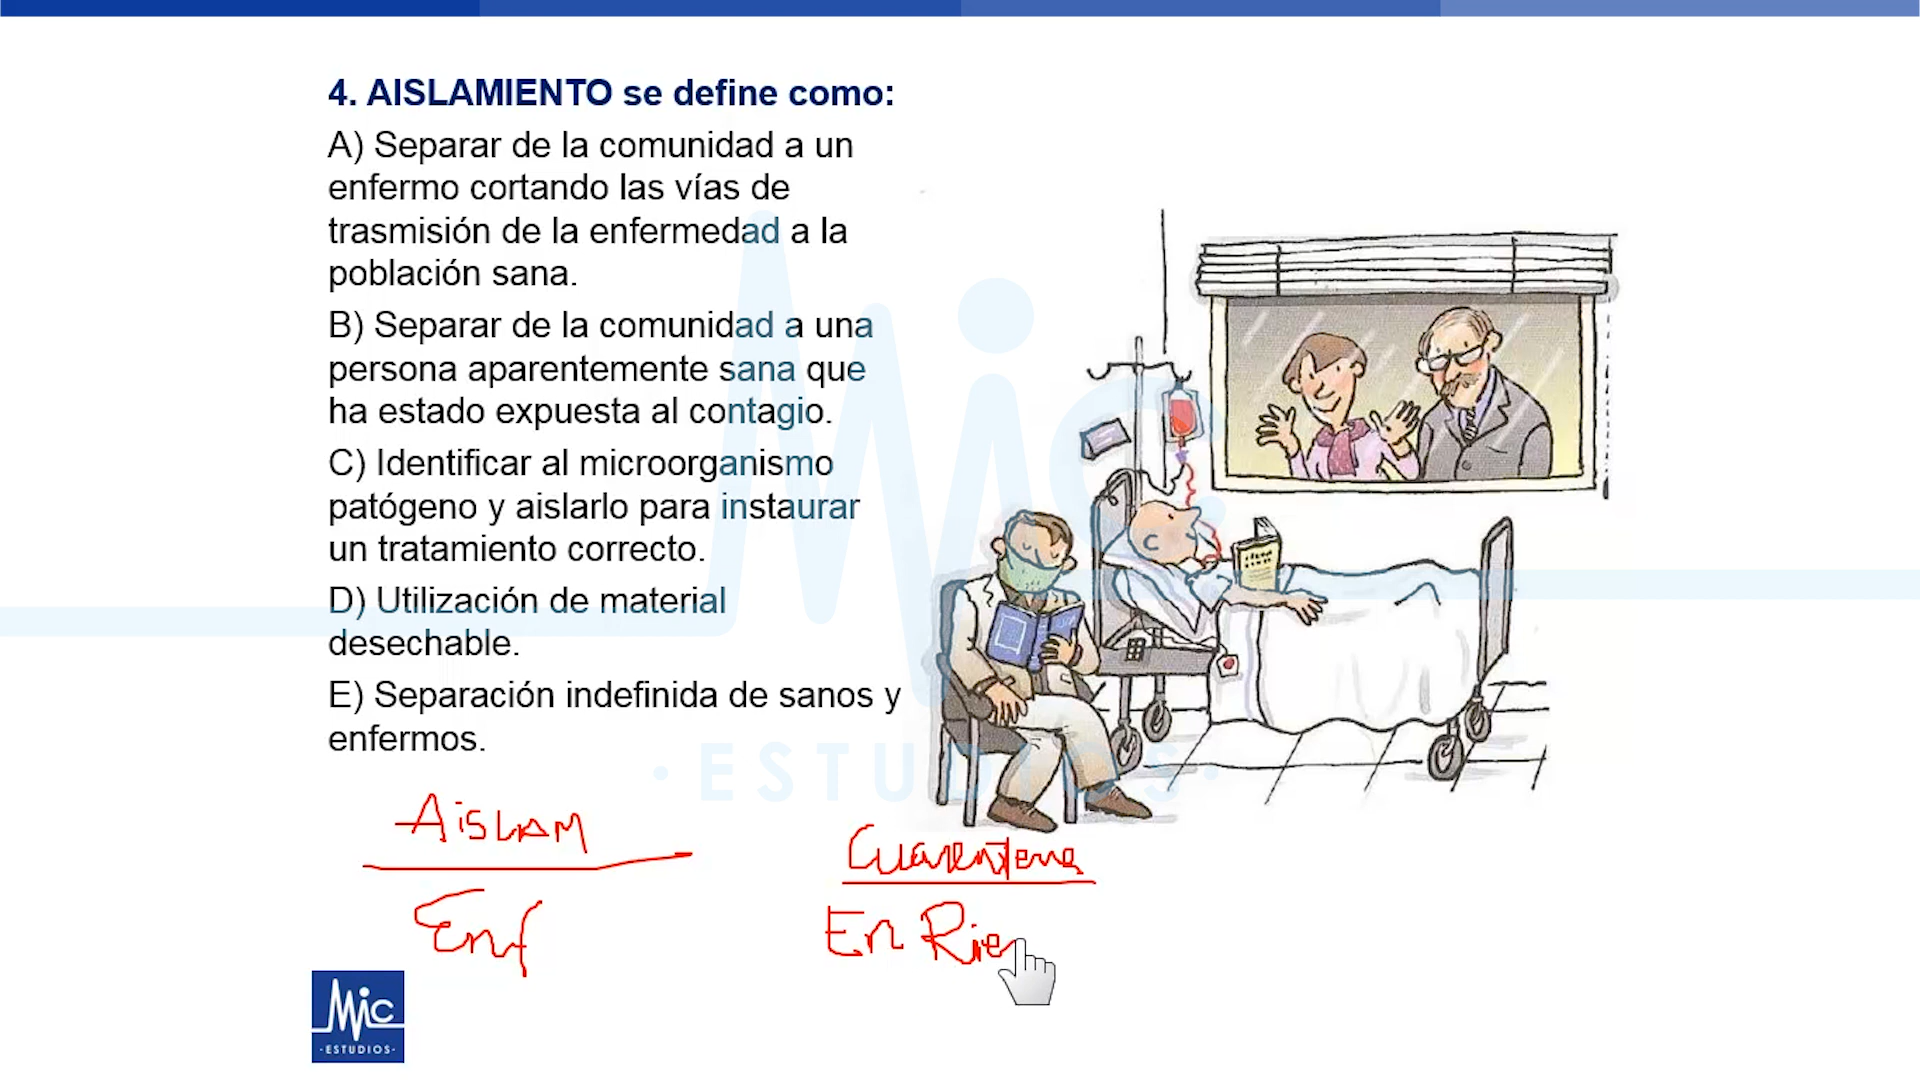 4. AISLAMIENTO se define como:
A) Separar de la comunidad a un
enfermo cortando las vías de
trasmisión de la enfermedad a la
población sana.
B) Separar de la comunidad a una
persona aparentemente sana que
ha estado expuesta al contagio.
C) Identificar al microorganismo
patógeno y aislarlo para instaurar
un tratamiento correcto.
D) Utilización de material
desechable.
E) Separación indefinida de sanos y
enfermos.
Mic
·ESTUDIOS·
AiSLAM
Enf
Cuarentena
En Rie
Mic
·ESTUDIOS·